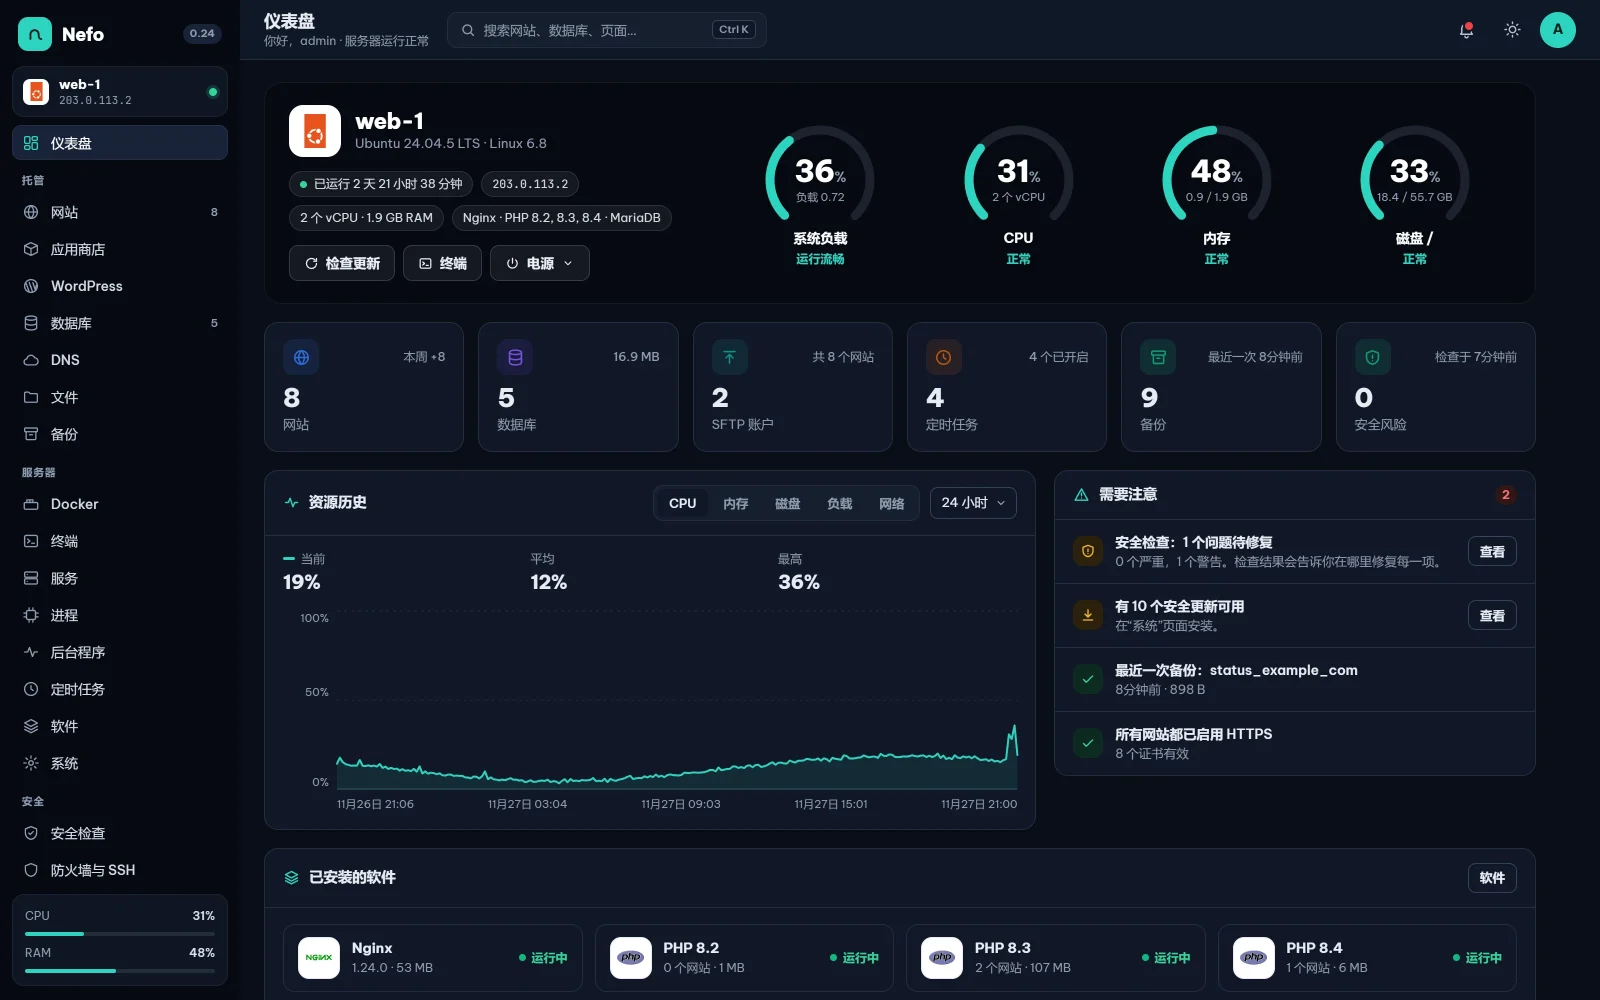 Nefo
0.24
web-1
203.0.113.2
仪表盘
托管
网站 8
应用商店
WordPress
数据库 5
DNS
文件
备份
服务器
Docker
终端
服务
进程
后台程序
定时任务
软件
系统
安全
安全检查
防火墙与 SSH
CPU 31%
RAM 48%
仪表盘
你好，admin · 服务器运行正常
搜索网站、数据库、页面... Ctrl K
A
web-1
Ubuntu 24.04.5 LTS · Linux 6.8
已运行 2 天 21 小时 38 分钟 203.0.113.2
2 个 vCPU · 1.9 GB RAM Nginx · PHP 8.2, 8.3, 8.4 · MariaDB
检查更新 终端 电源
36%
负载 0.72
系统负载
运行流畅
31%
2 个 vCPU
CPU
正常
48%
0.9 / 1.9 GB
内存
正常
33%
18.4 / 55.7 GB
磁盘 /
正常
本周 +8
8
网站
16.9 MB
5
数据库
共 8 个网站
2
SFTP 账户
4 个已开启
4
定时任务
最近一次 8分钟前
9
备份
检查于 7分钟前
0
安全风险
资源历史
CPU 内存 磁盘 负载 网络 24 小时
当前 平均 最高
19% 12% 36%
100%
50%
0%
11月26日 21:06 11月27日 03:04 11月27日 09:03 11月27日 15:01 11月27日 21:00
需要注意 2
安全检查：1 个问题待修复
0 个严重，1 个警告。检查结果会告诉你在哪里修复每一项。
查看
有 10 个安全更新可用
在“系统”页面安装。
查看
最近一次备份：status_example_com
8分钟前 · 898 B
所有网站都已启用 HTTPS
8 个证书有效
已安装的软件 软件
NGINX
Nginx
1.24.0 · 53 MB
运行中
php
PHP 8.2
0 个网站 · 1 MB
运行中
php
PHP 8.3
2 个网站 · 107 MB
运行中
php
PHP 8.4
1 个网站 · 6 MB
运行中